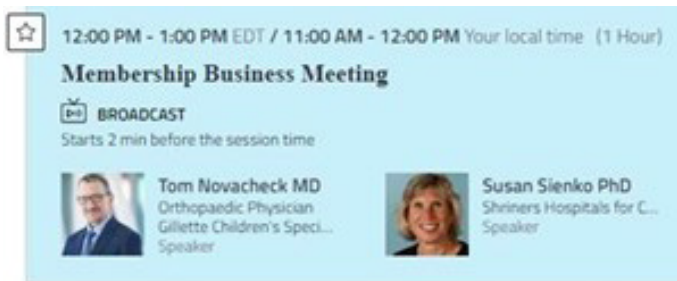 12:00 PM - 1:00 PM EDT / 11:00 AM - 12:00 PM Your local time (1 Hour)
Membership Business Meeting
BROADCAST
Starts 2 min before the session time
Tom Novacheck MD
Orthopaedic Physician
Gillette Children's Speci...
Speaker
Susan Sienko PhD
Shriners Hospitals for C...
Speaker